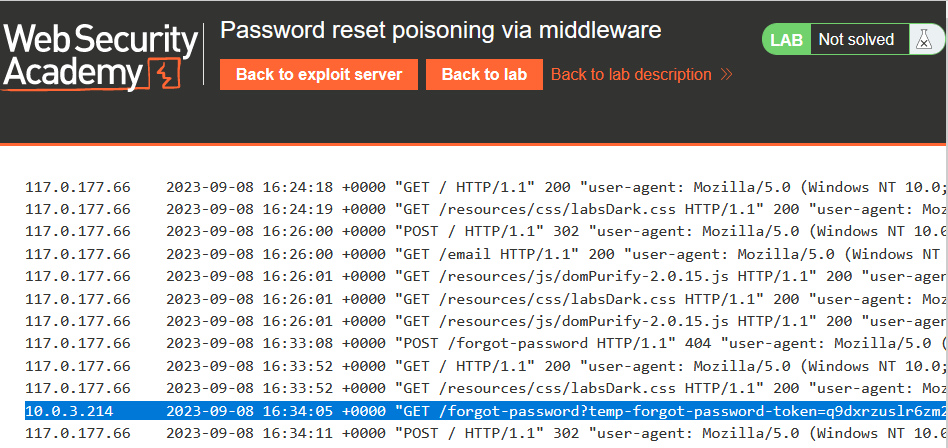 Web Security Academy
Password reset poisoning via middleware
LAB Not solved
Back to exploit server Back to lab Back to lab description
117.0.177.66 2023-09-08 16:24:18 +0000 "GET / HTTP/1.1" 200 "user-agent: Mozilla/5.0 (Windows NT 10.0;
117.0.177.66 2023-09-08 16:24:19 +0000 "GET /resources/css/labsDark.css HTTP/1.1" 200 "user-agent: Mo
117.0.177.66 2023-09-08 16:26:00 +0000 "POST / HTTP/1.1" 302 "user-agent: Mozilla/5.0 (Windows NT 10.0
117.0.177.66 2023-09-08 16:26:00 +0000 "GET /email HTTP/1.1" 200 "user-agent: Mozilla/5.0 (Windows NT
117.0.177.66 2023-09-08 16:26:01 +0000 "GET /resources/js/domPurify-2.0.15.js HTTP/1.1" 200 "user-agen
117.0.177.66 2023-09-08 16:26:01 +0000 "GET /resources/css/labsDark.css HTTP/1.1" 200 "user-agent: Moz
117.0.177.66 2023-09-08 16:26:01 +0000 "GET /resources/js/domPurify-2.0.15.js HTTP/1.1" 200 "user-agen
117.0.177.66 2023-09-08 16:33:08 +0000 "POST /forgot-password HTTP/1.1" 404 "user-agent: Mozilla/5.0 (
117.0.177.66 2023-09-08 16:33:52 +0000 "GET / HTTP/1.1" 200 "user-agent: Mozilla/5.0 (Windows NT 10.0;
117.0.177.66 2023-09-08 16:33:52 +0000 "GET /resources/css/labsDark.css HTTP/1.1" 200 "user-agent: Moz
10.0.3.214 2023-09-08 16:34:05 +0000 "GET /forgot-password?temp-forgot-password-token=q9dxrzuslr6zm2
117.0.177.66 2023-09-08 16:34:11 +0000 "POST / HTTP/1.1" 302 "user-agent: Mozilla/5.0 (Windows NT 10.0